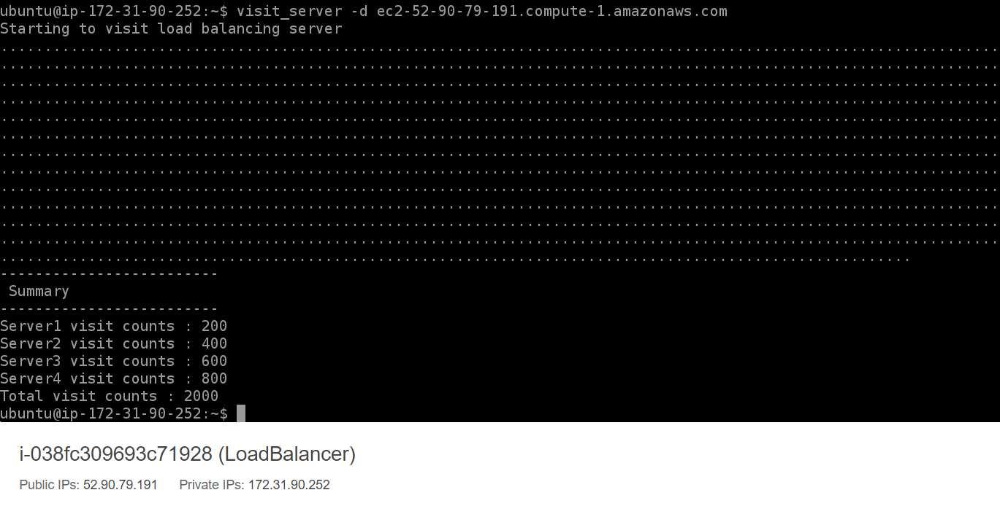 ubuntu@ip-172-31-90-252:~$ visit_server -d ec2-52-90-79-191.compute-1.amazonaws.com
Starting to visit load balancing server
..................................................................................................................
..................................................................................................................
..................................................................................................................
..................................................................................................................
..................................................................................................................
..................................................................................................................
..................................................................................................................
..................................................................................................................
..................................................................................................................
..................................................................................................................
..................................................................................................................
..................................................................................................................
........................................................................................................
-------------------------
 Summary
-------------------------
Server1 visit counts : 200
Server2 visit counts : 400
Server3 visit counts : 600
Server4 visit counts : 800
Total visit counts : 2000
ubuntu@ip-172-31-90-252:~$
i-038fc309693c71928 (LoadBalancer)
Public IPs: 52.90.79.191 Private IPs: 172.31.90.252